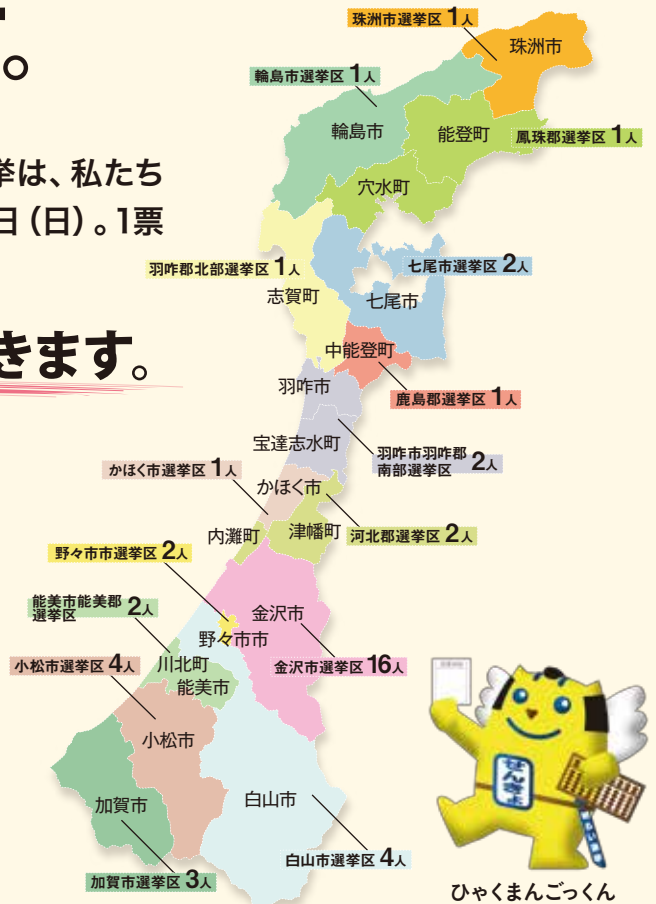 す
。
挙は、私たち
日（日）。1票
きます。
珠洲市選挙区 1人
珠洲市
輪島市選挙区 1人
輪島市
能登町
鳳珠郡選挙区 1人
穴水町
羽咋郡北部選挙区 1人
志賀町
七尾市選挙区 2人
七尾市
中能登町
鹿島郡選挙区 1人
羽咋市
宝達志水町
羽咋市羽咋郡
南部選挙区 2人
かほく市選挙区 1人
かほく市
内灘町
津幡町
河北郡選挙区 2人
野々市市選挙区 2人
金沢市
野々市市
金沢市選挙区 16人
能美市能美郡
選挙区 2人
川北町
能美市
小松市選挙区 4人
小松市
加賀市
白山市
白山市選挙区 4人
加賀市選挙区 3人
せんきょ
ひゃくまんごっくん